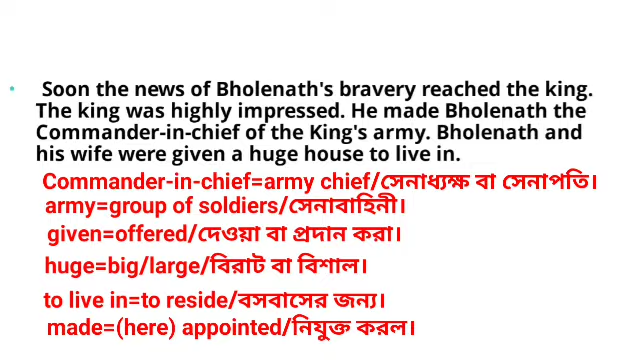 • Soon the news of Bholenath's bravery reached the king.
The king was highly impressed. He made Bholenath the
Commander-in-chief of the King's army. Bholenath and
his wife were given a huge house to live in.
Commander-in-chief=army chief/সেনাধ্যক্ষ বা সেনাপতি।
army=group of soldiers/সেনাবাহিনী।
given=offered/দেওয়া বা প্রদান করা।
huge=big/large/বিরাট বা বিশাল।
to live in=to reside/বসবাসের জন্য।
made=(here) appointed/নিযুক্ত করল।